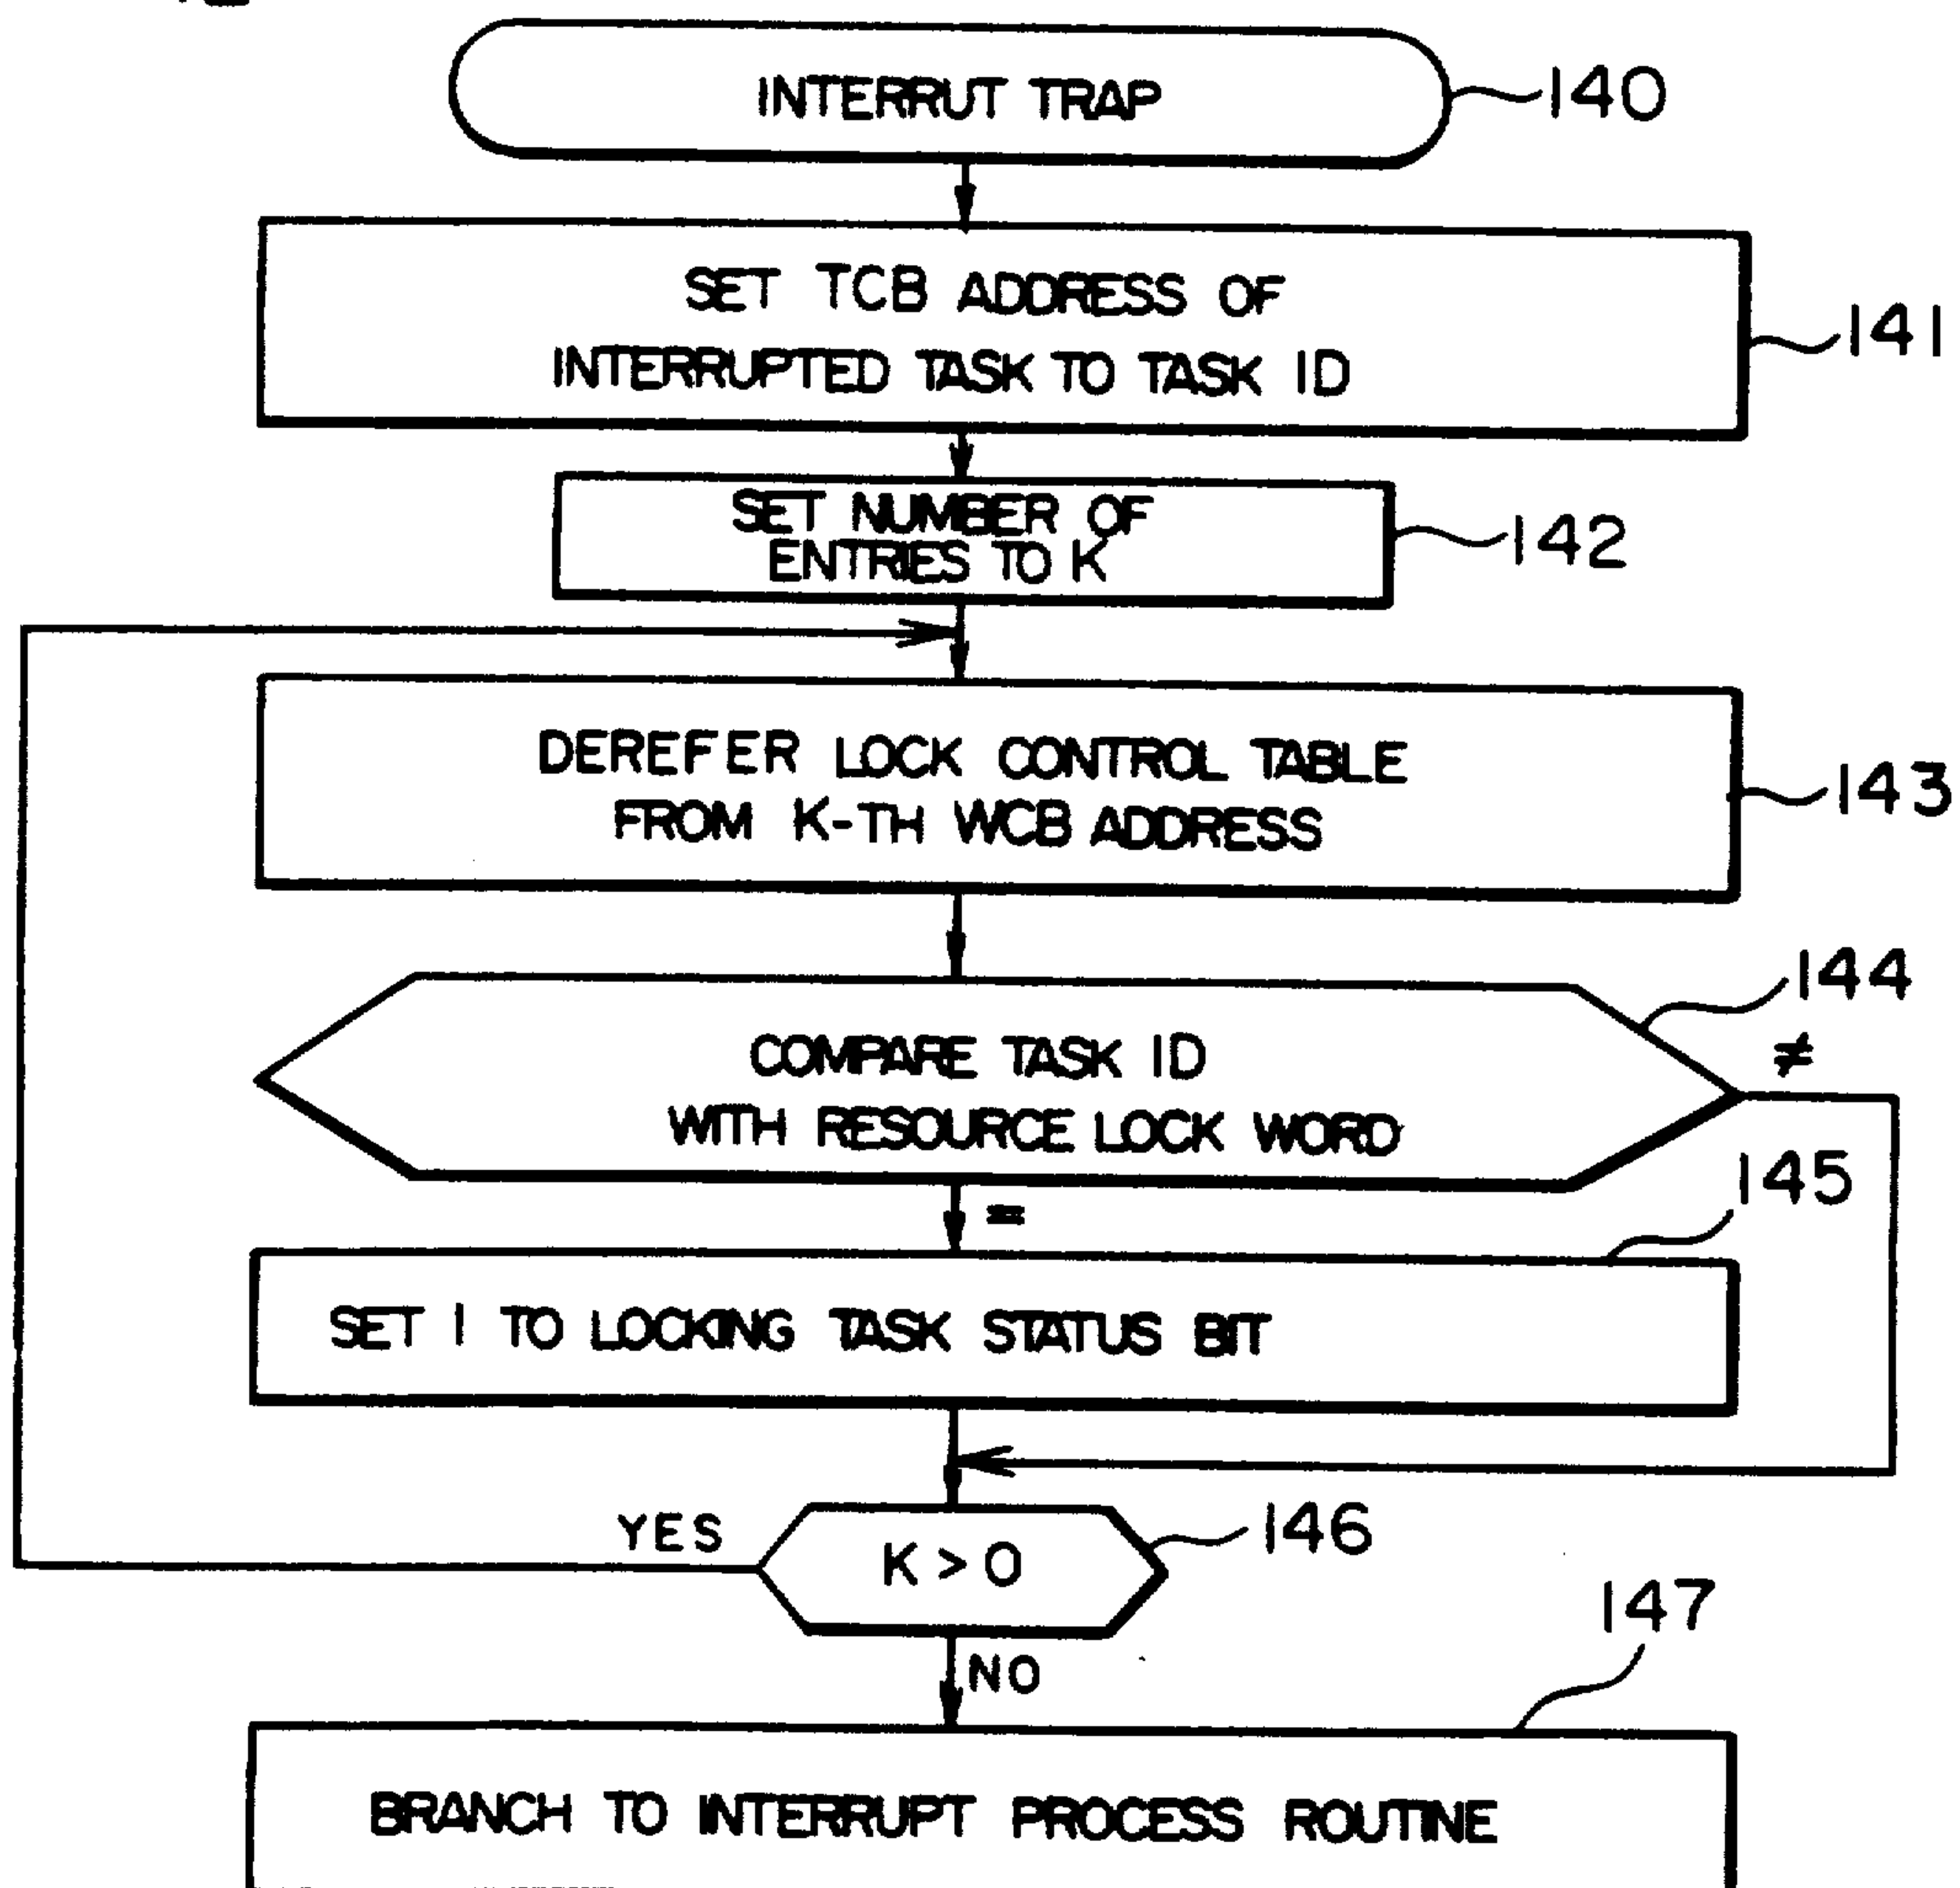 INTERRUT TRAP
140
SET TCB ADDRESS OF
INTERRUPTED TASK TO TASK ID
141
SET NUMBER OF
ENTRIES TO K
142
DEREFER LOCK CONTROL TABLE
FROM K-TH WCB ADDRESS
143
144
COMPARE TASK ID
WITH RESOURCE LOCK WORD
≠
145
=
SET 1 TO LOCKING TASK STATUS BIT
YES
K > 0
146
NO
147
BRANCH TO INTERRUPT PROCESS ROUTINE